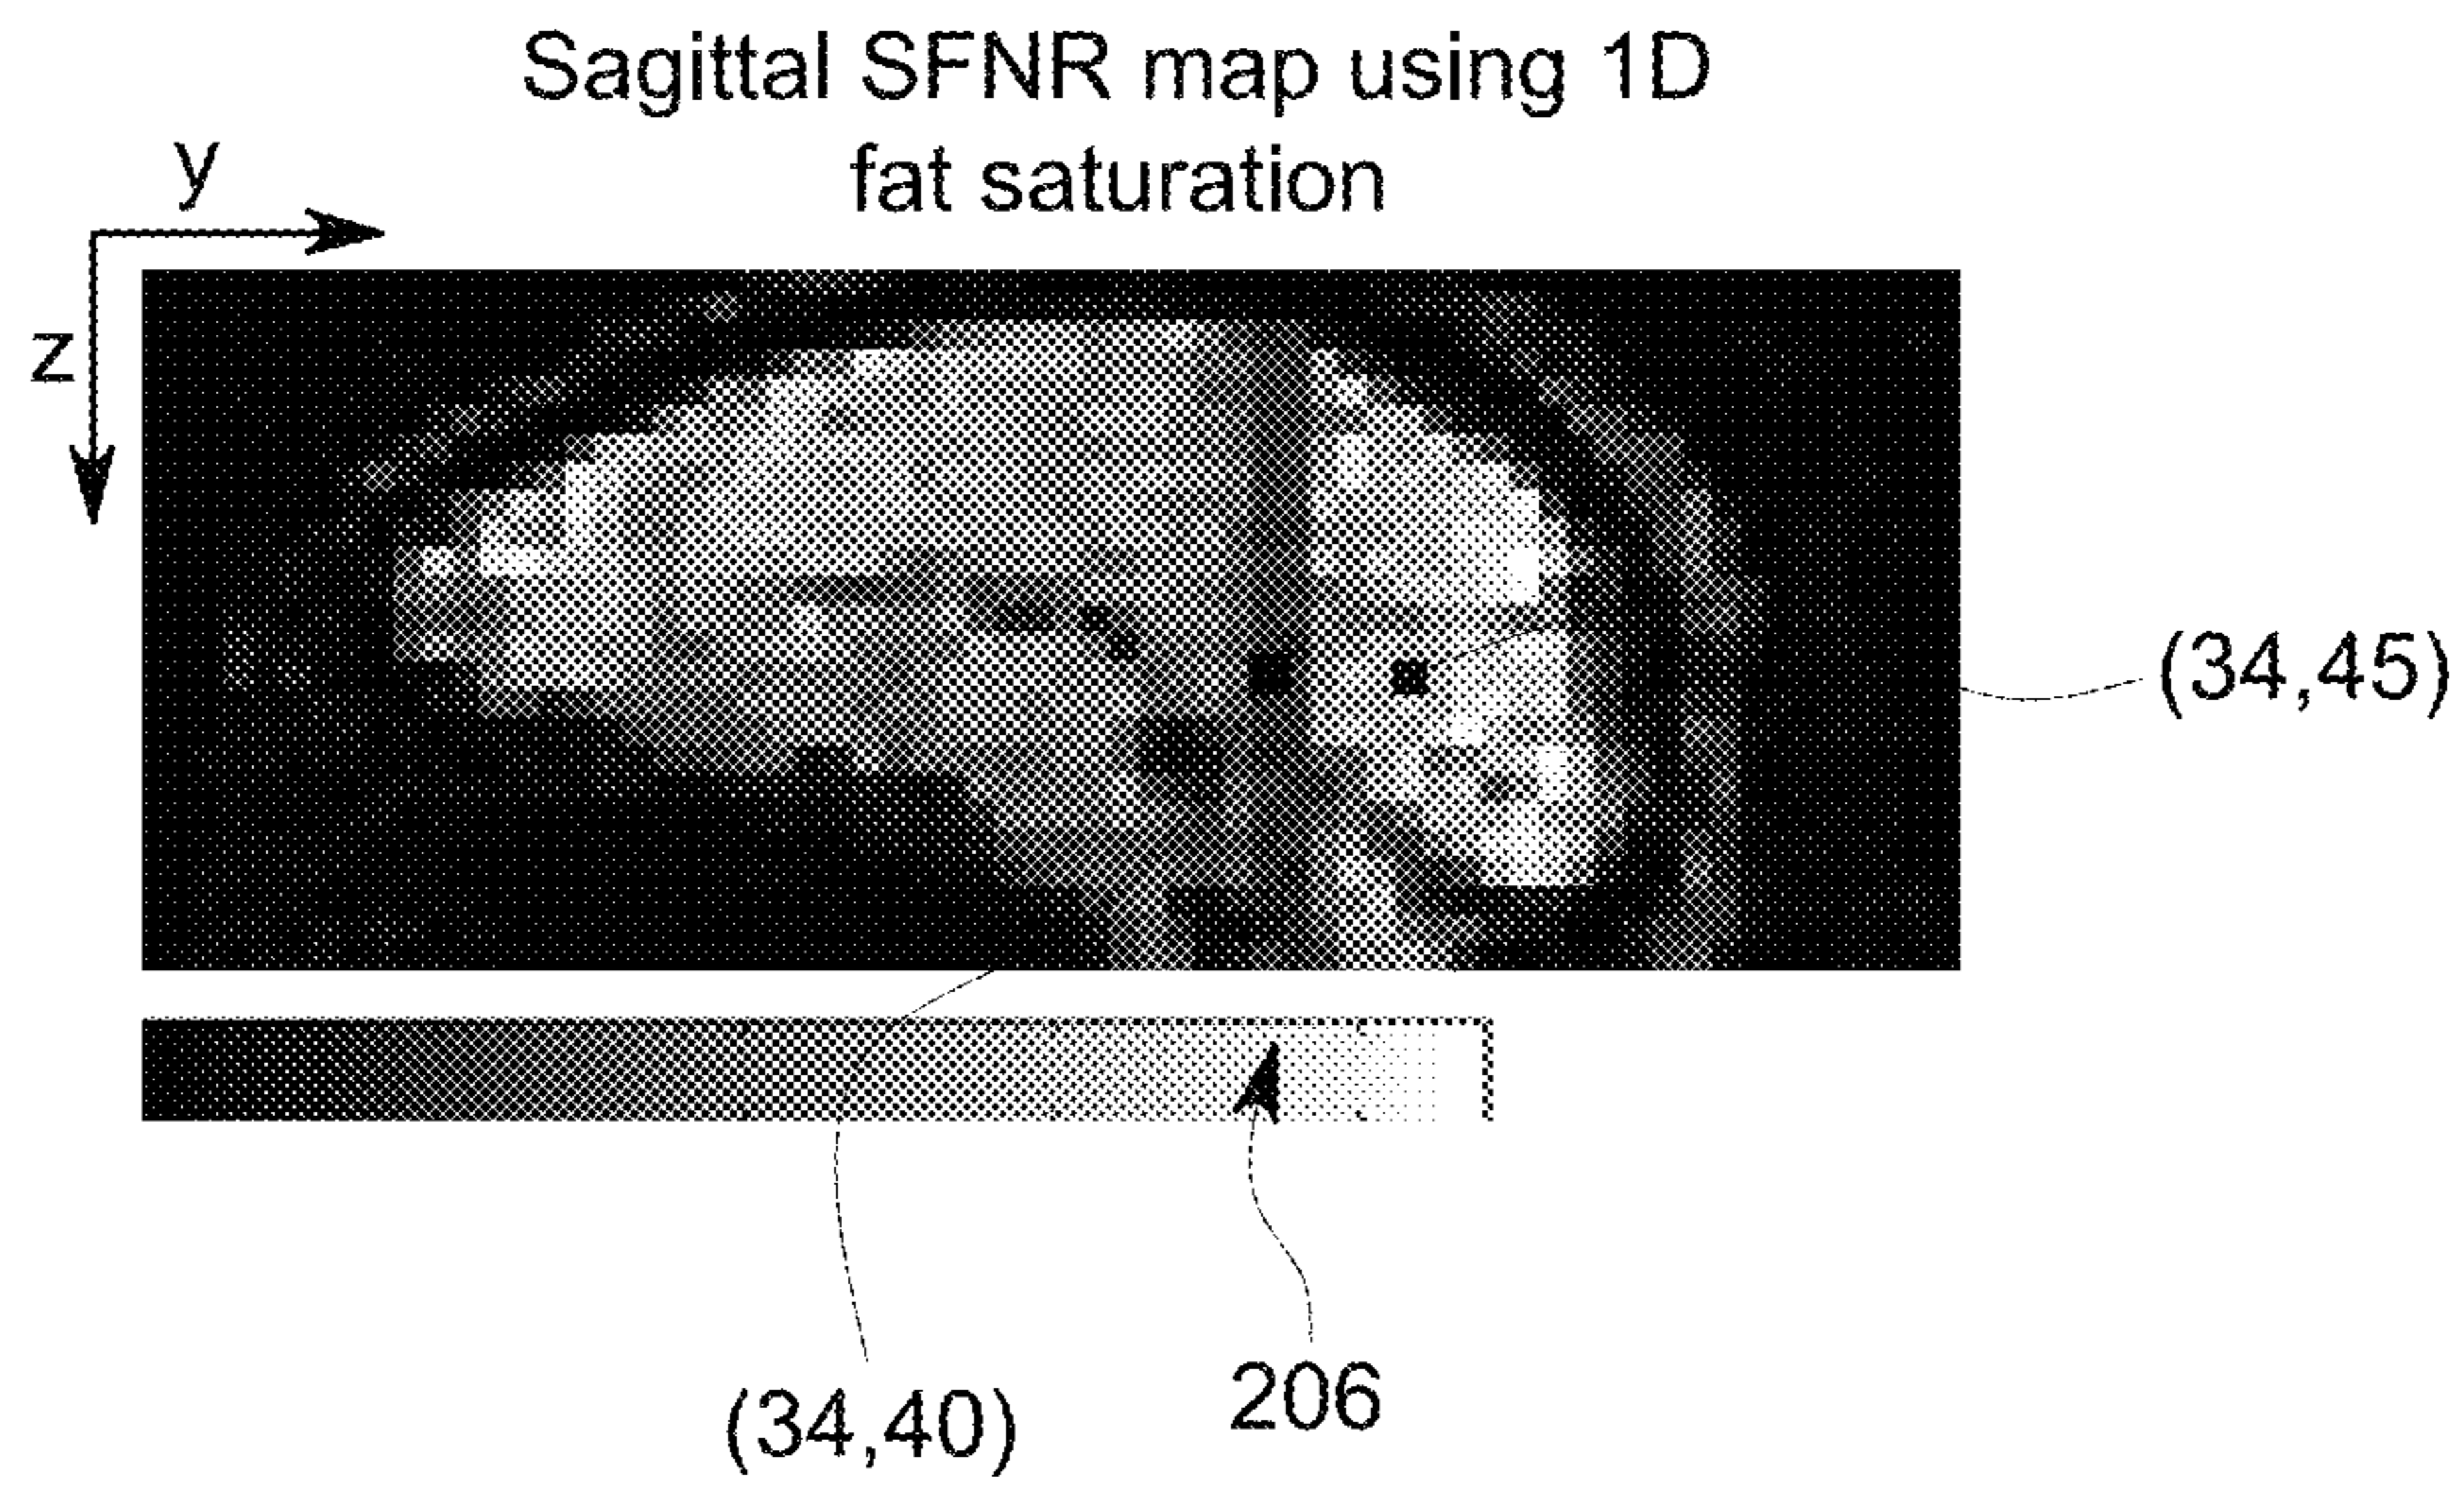 Sagittal SFNR map using 1D
fat saturation
y
z
(34,45)
(34,40)
206